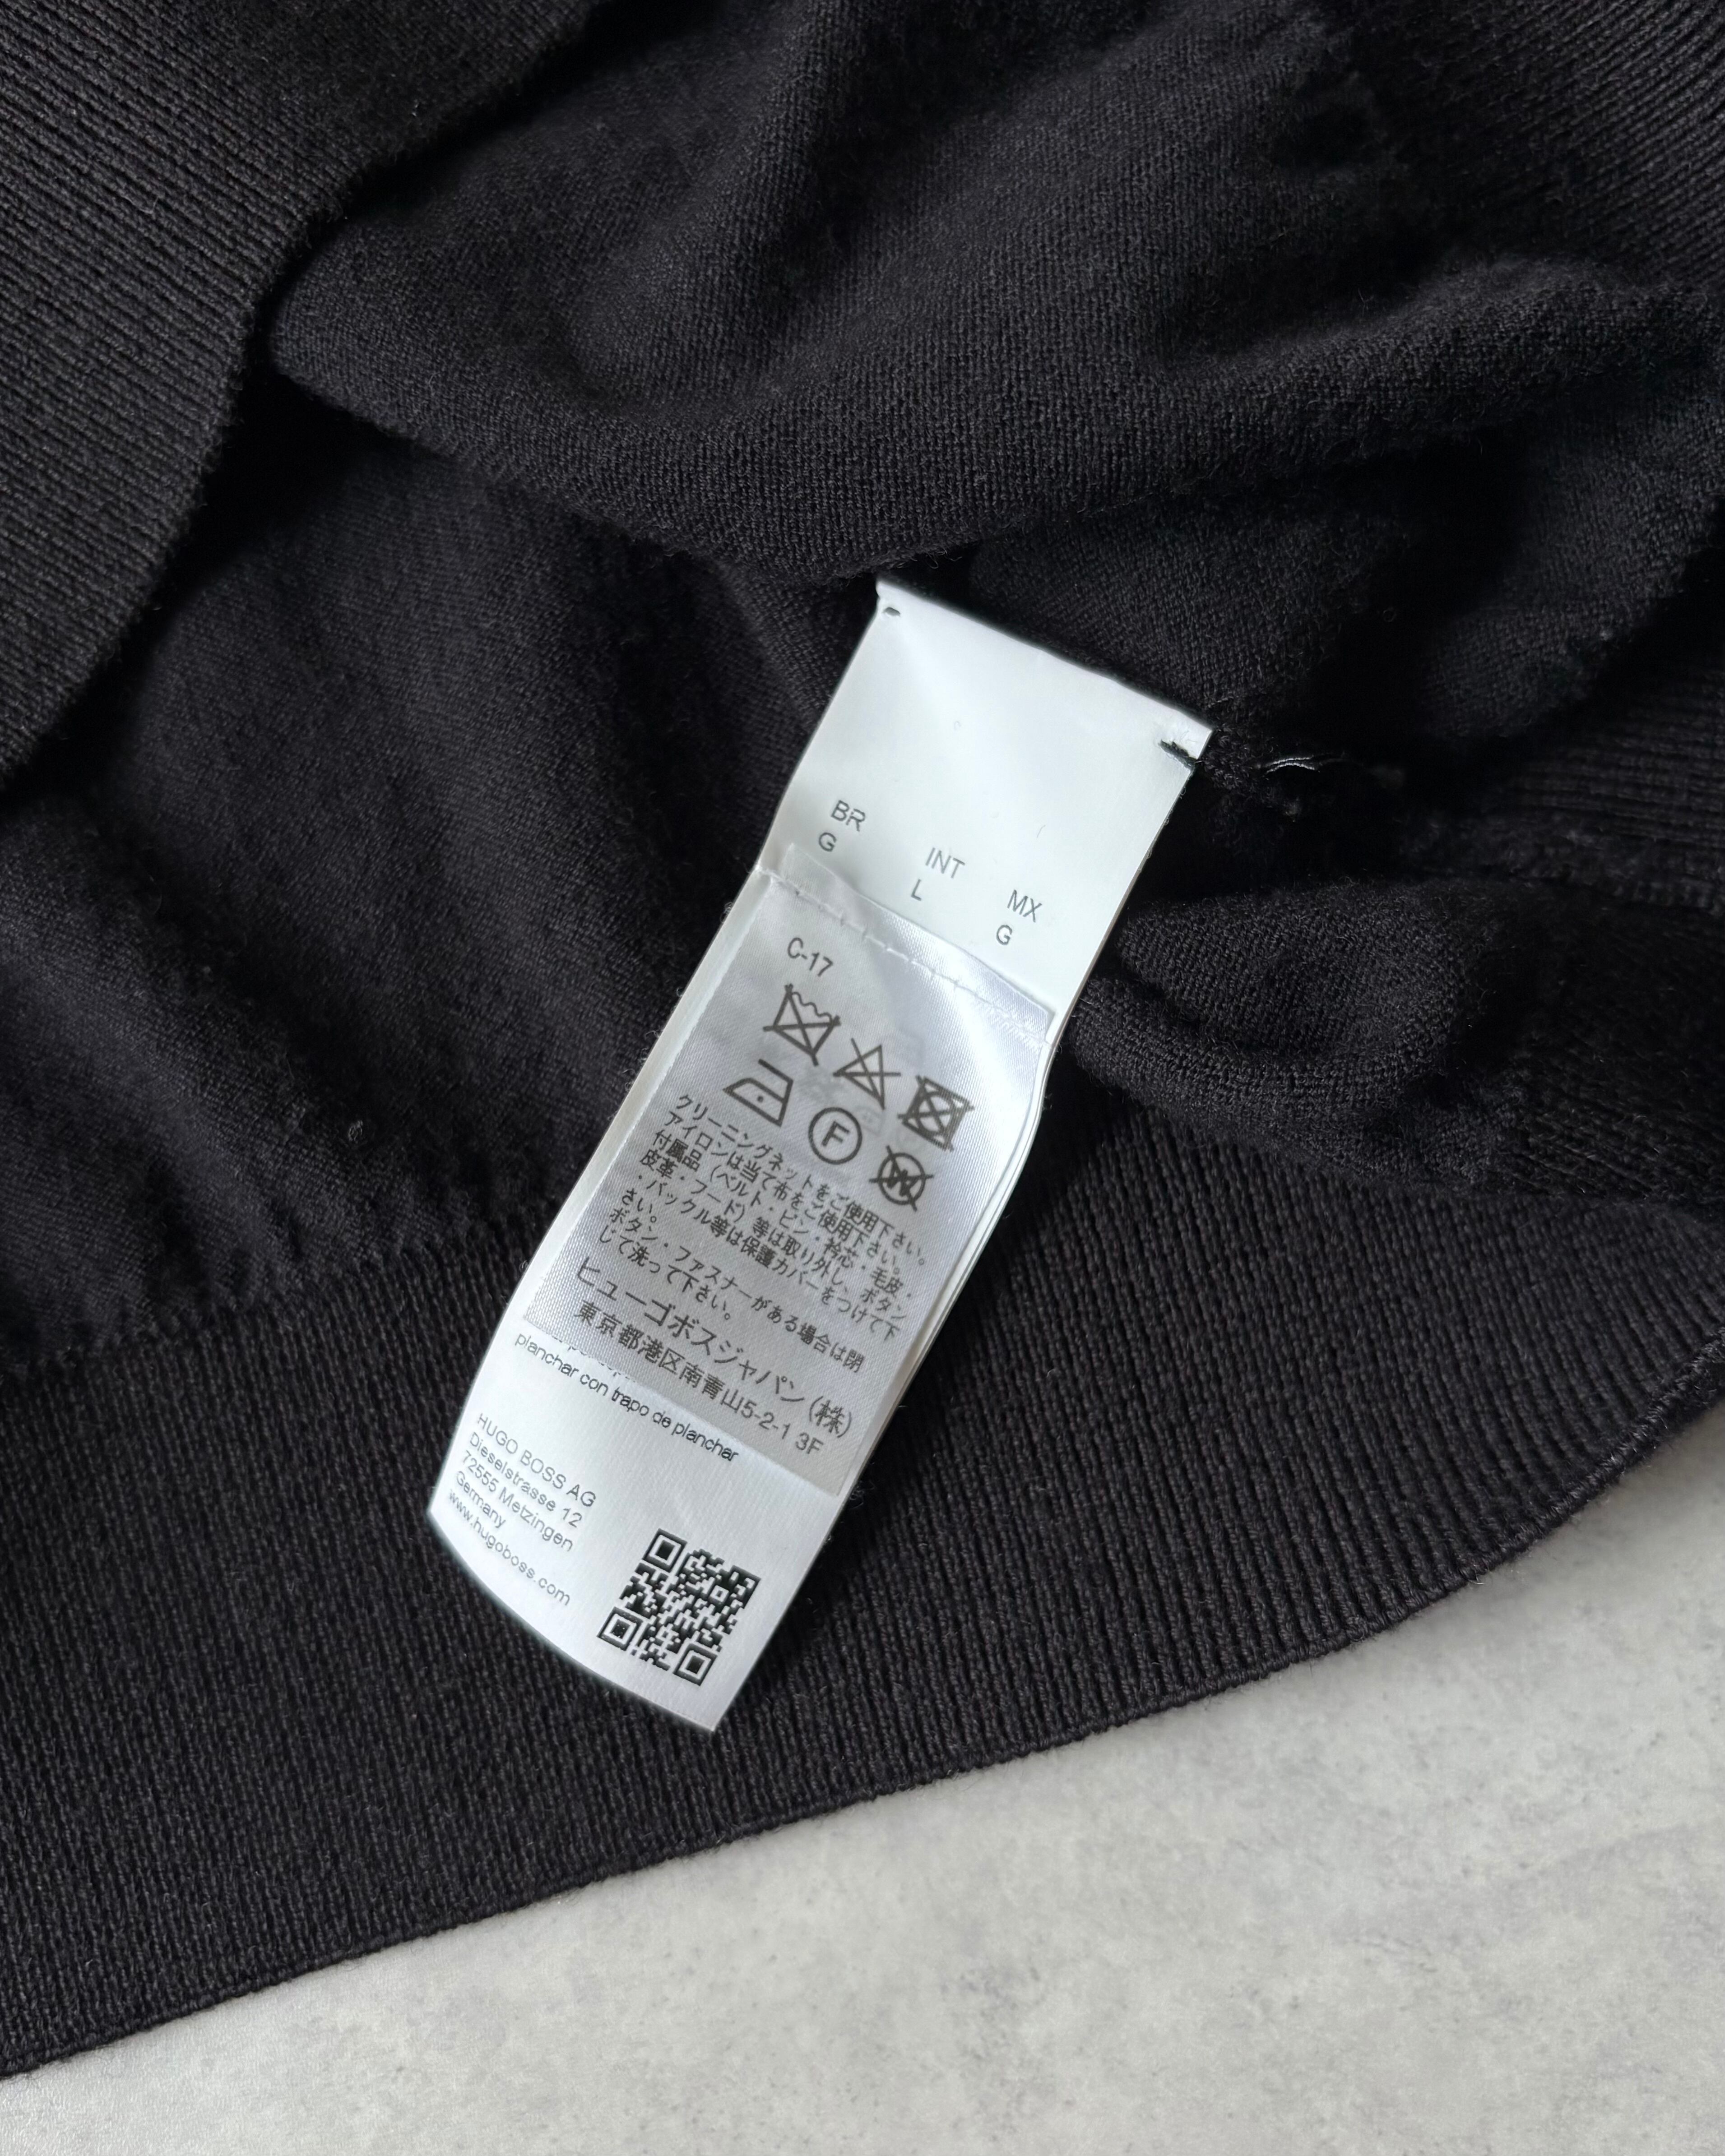 BR INT MX
G L G
C-17
F
W
クリーニングネットをご使用下さい。
アイロンは当て布をご使用下さい。
付属品（ベルト・ピン・衿芯・毛皮・
皮革・フード）等は取り外し、ボタン
・バックル等は保護カバーをつけて下
さい。
ボタン・ファスナーがある場合は閉
じて洗って下さい。
ヒューゴボスジャパン（株）
東京都港区南青山5-2-1 3F
planchar con trapo de planchar
HUGO BOSS AG
Dieselstrasse 12
72555 Metzingen
Germany
www.hugoboss.com